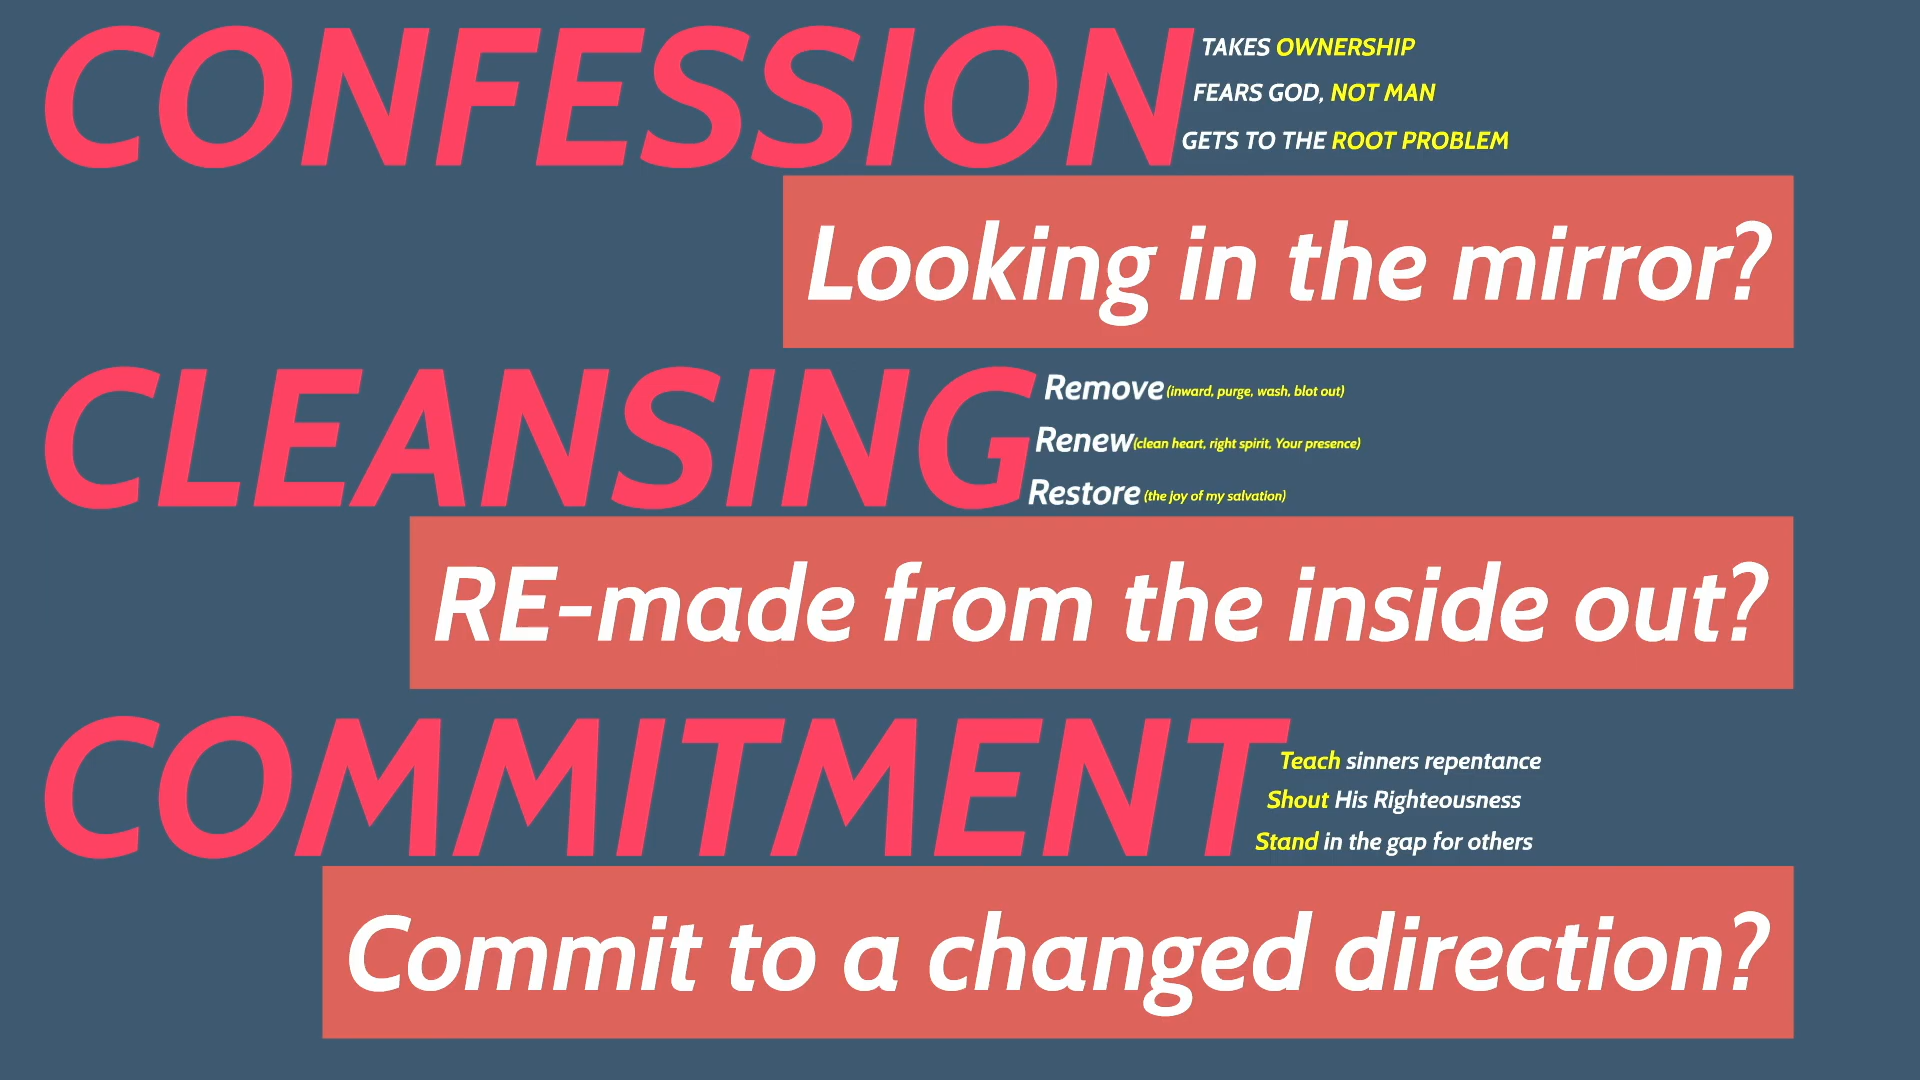 CONFESSION
TAKES OWNERSHIP
FEARS GOD, NOT MAN
GETS TO THE ROOT PROBLEM
Looking in the mirror?
CLEANSING
Remove (inward, purge, wash, blot out)
Renew (clean heart, right spirit, Your presence)
Restore (the joy of my salvation)
RE-made from the inside out?
COMMITMENT
Teach sinners repentance
Shout His Righteousness
Stand in the gap for others
Commit to a changed direction?